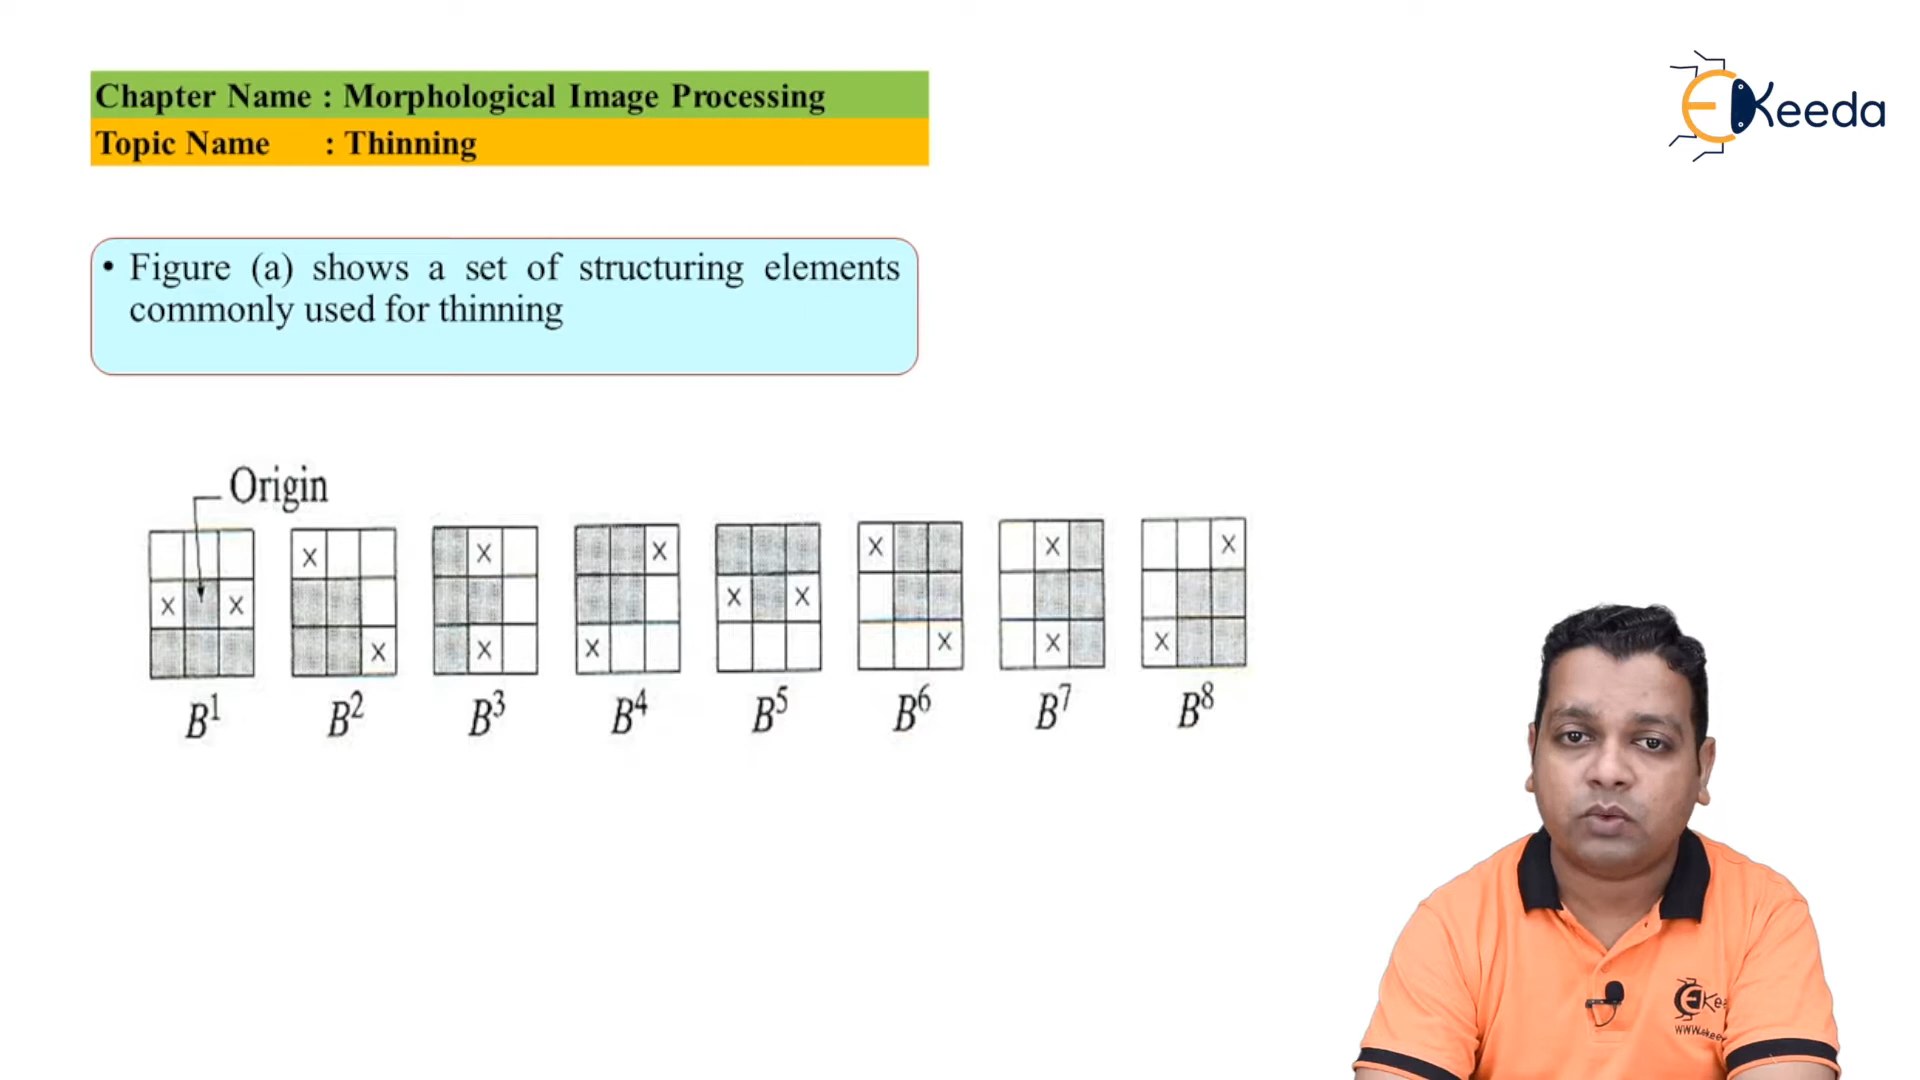 Chapter Name : Morphological Image Processing
Topic Name : Thinning
EKeeda
• Figure (a) shows a set of structuring elements
commonly used for thinning
Origin
X X X X X X
X X X X
X X X X X X
B¹ B² B³ B⁴ B⁵ B⁶ B⁷ B⁸